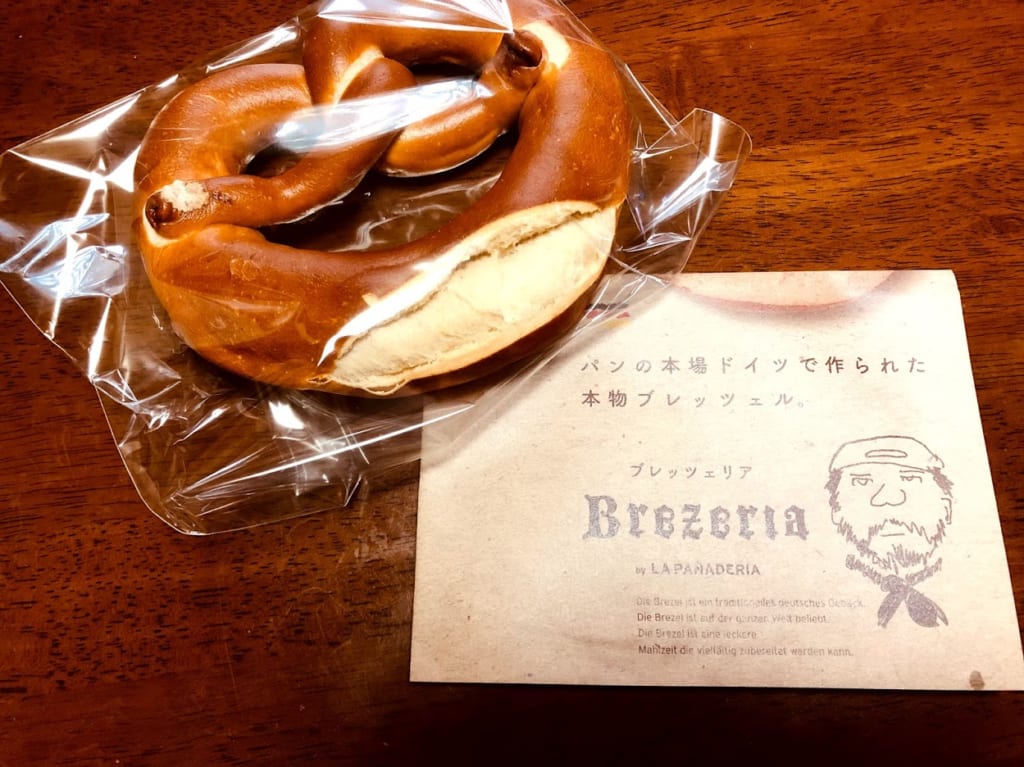 パンの本場ドイツで作られた
本物ブレッツェル。
ブレッツェリア
Brezeria
by LA PAÑADERIA
Die Brezel ist ein traditionelles deutsches Gebäck.
Die Brezel ist auf der ganzen Welt beliebt.
Die Brezel ist eine leckere
Mahlzeit die vielfältig zubereitet werden kann.